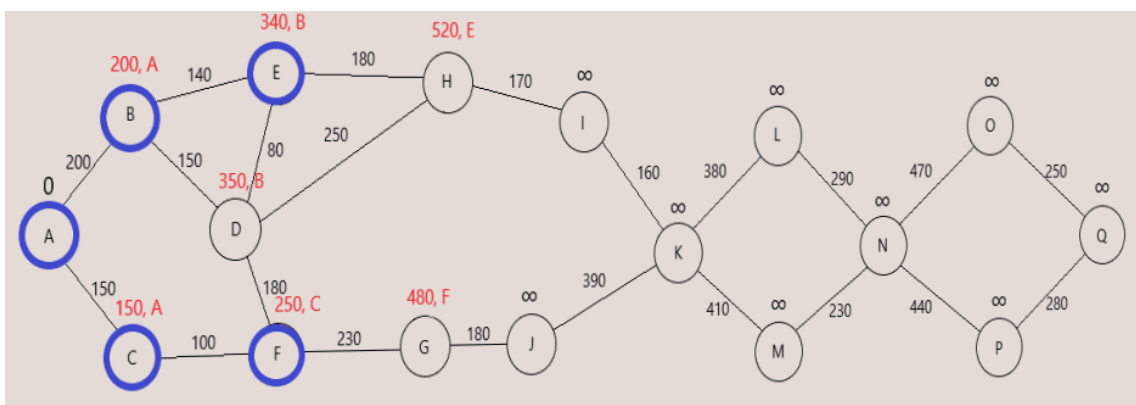 340, B
520, E
200, A
180
E
140
H
∞
∞
∞
170
B
I
L
O
250
80
150
200
350, B
160
380
290
470
250
0
∞
∞
∞
D
A
K
N
Q
150
180
390
150, A
250, C
480, F
∞
410
∞
230
440
∞
280
100
230
180
C
F
G
J
M
P